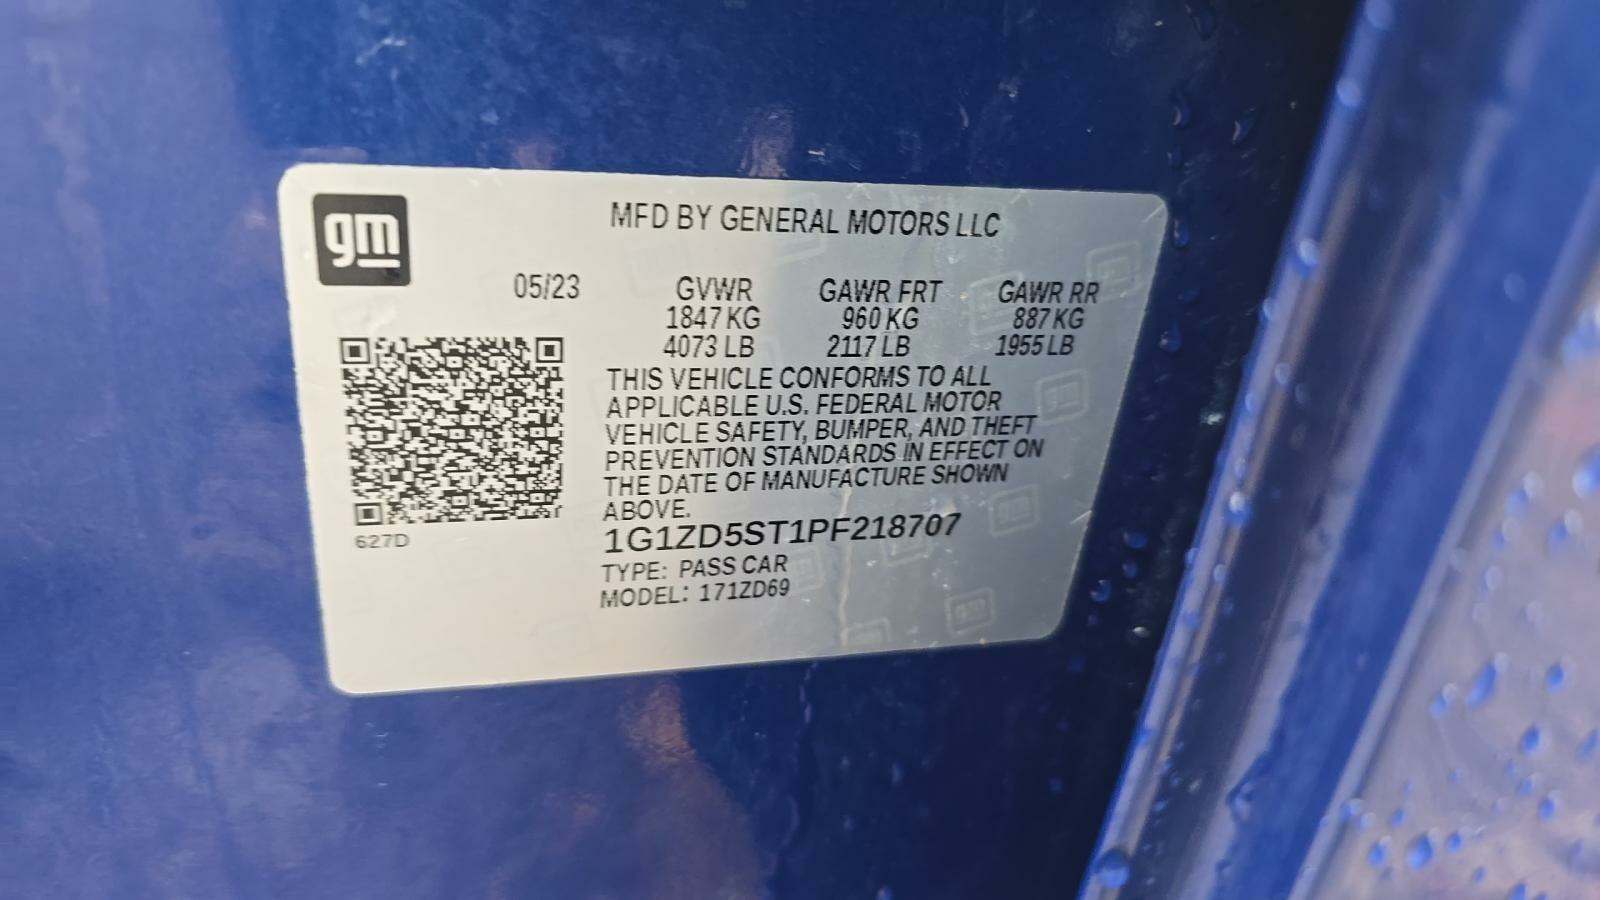 gm
MFD BY GENERAL MOTORS LLC
05/23 GVWR GAWR FRT GAWR RR
1847 KG 960 KG 887 KG
4073 LB 2117 LB 1955 LB
THIS VEHICLE CONFORMS TO ALL
APPLICABLE U.S. FEDERAL MOTOR
VEHICLE SAFETY, BUMPER, AND THEFT
PREVENTION STANDARDS IN EFFECT ON
THE DATE OF MANUFACTURE SHOWN
ABOVE.
627D
1G1ZD5ST1PF218707
TYPE: PASS CAR
MODEL: 171ZD69